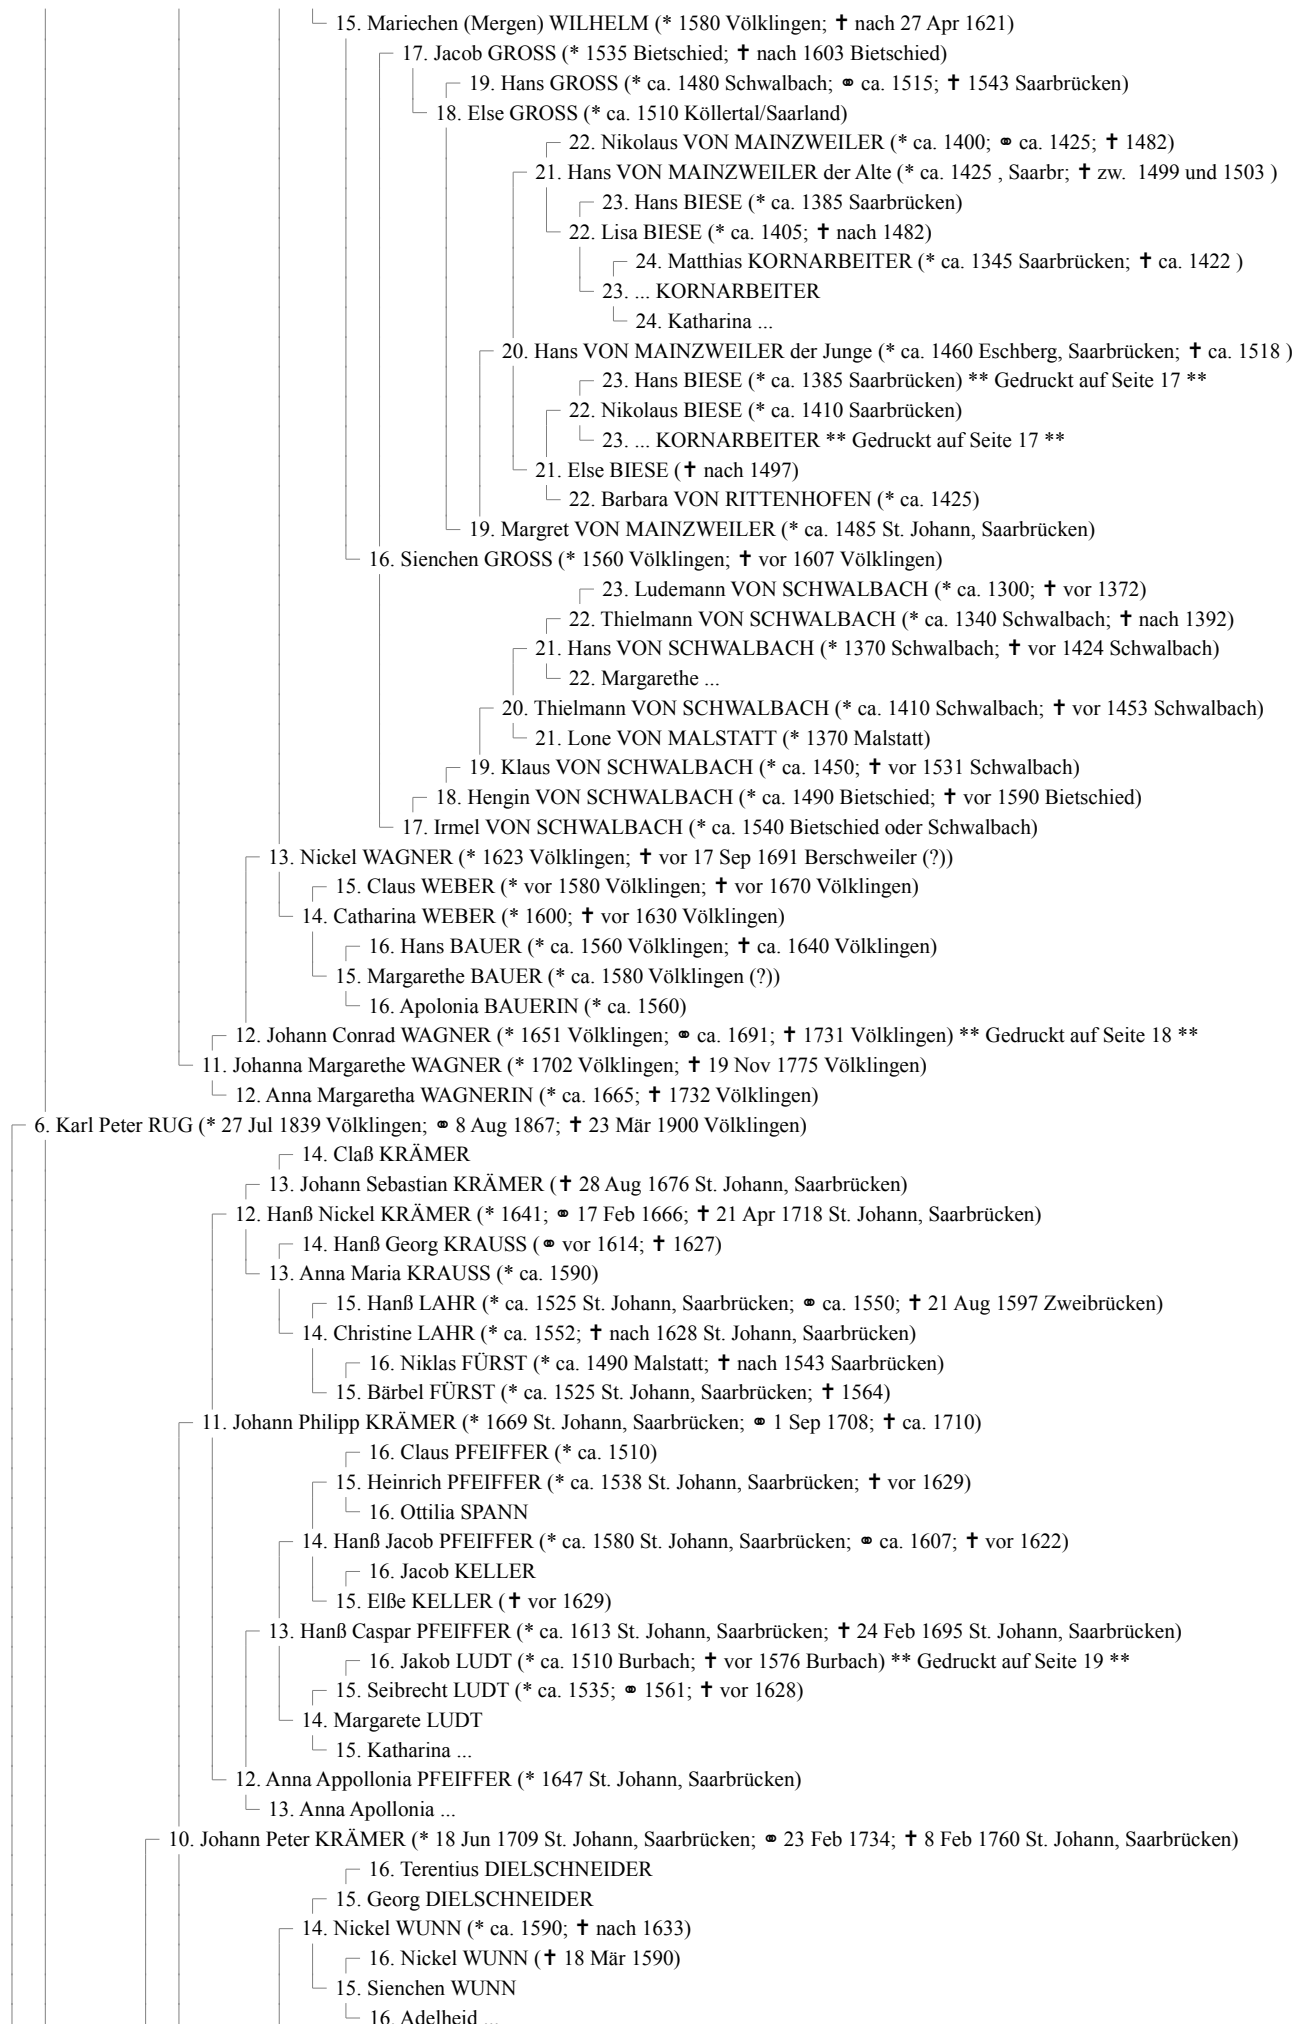 15. Mariechen (Mergen) WILHELM (* 1580 Völklingen; ✝ nach 27 Apr 1621)
17. Jacob GROSS (* 1535 Bietschied; ✝ nach 1603 Bietschied)
19. Hans GROSS (* ca. 1480 Schwalbach; ⚭ ca. 1515; ✝ 1543 Saarbrücken)
18. Else GROSS (* ca. 1510 Köllertal/Saarland)
22. Nikolaus VON MAINZWEILER (* ca. 1400; ⚭ ca. 1425; ✝ 1482)
21. Hans VON MAINZWEILER der Alte (* ca. 1425 , Saarbr; ✝ zw. 1499 und 1503 )
23. Hans BIESE (* ca. 1385 Saarbrücken)
22. Lisa BIESE (* ca. 1405; ✝ nach 1482)
24. Matthias KORNARBEITER (* ca. 1345 Saarbrücken; ✝ ca. 1422 )
23. ... KORNARBEITER
24. Katharina ...
20. Hans VON MAINZWEILER der Junge (* ca. 1460 Eschberg, Saarbrücken; ✝ ca. 1518 )
23. Hans BIESE (* ca. 1385 Saarbrücken) ** Gedruckt auf Seite 17 **
22. Nikolaus BIESE (* ca. 1410 Saarbrücken)
23. ... KORNARBEITER ** Gedruckt auf Seite 17 **
21. Else BIESE (✝ nach 1497)
22. Barbara VON RITTENHOFEN (* ca. 1425)
19. Margret VON MAINZWEILER (* ca. 1485 St. Johann, Saarbrücken)
16. Sienchen GROSS (* 1560 Völklingen; ✝ vor 1607 Völklingen)
23. Ludemann VON SCHWALBACH (* ca. 1300; ✝ vor 1372)
22. Thielmann VON SCHWALBACH (* ca. 1340 Schwalbach; ✝ nach 1392)
21. Hans VON SCHWALBACH (* 1370 Schwalbach; ✝ vor 1424 Schwalbach)
22. Margarethe ...
20. Thielmann VON SCHWALBACH (* ca. 1410 Schwalbach; ✝ vor 1453 Schwalbach)
21. Lone VON MALSTATT (* 1370 Malstatt)
19. Klaus VON SCHWALBACH (* ca. 1450; ✝ vor 1531 Schwalbach)
18. Hengin VON SCHWALBACH (* ca. 1490 Bietschied; ✝ vor 1590 Bietschied)
17. Irmel VON SCHWALBACH (* ca. 1540 Bietschied oder Schwalbach)
13. Nickel WAGNER (* 1623 Völklingen; ✝ vor 17 Sep 1691 Berschweiler (?))
15. Claus WEBER (* vor 1580 Völklingen; ✝ vor 1670 Völklingen)
14. Catharina WEBER (* 1600; ✝ vor 1630 Völklingen)
16. Hans BAUER (* ca. 1560 Völklingen; ✝ ca. 1640 Völklingen)
15. Margarethe BAUER (* ca. 1580 Völklingen (?))
16. Apolonia BAUERIN (* ca. 1560)
12. Johann Conrad WAGNER (* 1651 Völklingen; ⚭ ca. 1691; ✝ 1731 Völklingen) ** Gedruckt auf Seite 18 **
11. Johanna Margarethe WAGNER (* 1702 Völklingen; ✝ 19 Nov 1775 Völklingen)
12. Anna Margaretha WAGNERIN (* ca. 1665; ✝ 1732 Völklingen)
6. Karl Peter RUG (* 27 Jul 1839 Völklingen; ⚭ 8 Aug 1867; ✝ 23 Mär 1900 Völklingen)
14. Claß KRÄMER
13. Johann Sebastian KRÄMER (✝ 28 Aug 1676 St. Johann, Saarbrücken)
12. Hanß Nickel KRÄMER (* 1641; ⚭ 17 Feb 1666; ✝ 21 Apr 1718 St. Johann, Saarbrücken)
14. Hanß Georg KRAUSS (⚭ vor 1614; ✝ 1627)
13. Anna Maria KRAUSS (* ca. 1590)
15. Hanß LAHR (* ca. 1525 St. Johann, Saarbrücken; ⚭ ca. 1550; ✝ 21 Aug 1597 Zweibrücken)
14. Christine LAHR (* ca. 1552; ✝ nach 1628 St. Johann, Saarbrücken)
16. Niklas FÜRST (* ca. 1490 Malstatt; ✝ nach 1543 Saarbrücken)
15. Bärbel FÜRST (* ca. 1525 St. Johann, Saarbrücken; ✝ 1564)
11. Johann Philipp KRÄMER (* 1669 St. Johann, Saarbrücken; ⚭ 1 Sep 1708; ✝ ca. 1710)
16. Claus PFEIFFER (* ca. 1510)
15. Heinrich PFEIFFER (* ca. 1538 St. Johann, Saarbrücken; ✝ vor 1629)
16. Ottilia SPANN
14. Hanß Jacob PFEIFFER (* ca. 1580 St. Johann, Saarbrücken; ⚭ ca. 1607; ✝ vor 1622)
16. Jacob KELLER
15. Elße KELLER (✝ vor 1629)
13. Hanß Caspar PFEIFFER (* ca. 1613 St. Johann, Saarbrücken; ✝ 24 Feb 1695 St. Johann, Saarbrücken)
16. Jakob LUDT (* ca. 1510 Burbach; ✝ vor 1576 Burbach) ** Gedruckt auf Seite 19 **
15. Seibrecht LUDT (* ca. 1535; ⚭ 1561; ✝ vor 1628)
14. Margarete LUDT
15. Katharina ...
12. Anna Appollonia PFEIFFER (* 1647 St. Johann, Saarbrücken)
13. Anna Apollonia ...
10. Johann Peter KRÄMER (* 18 Jun 1709 St. Johann, Saarbrücken; ⚭ 23 Feb 1734; ✝ 8 Feb 1760 St. Johann, Saarbrücken)
16. Terentius DIELSCHNEIDER
15. Georg DIELSCHNEIDER
14. Nickel WUNN (* ca. 1590; ✝ nach 1633)
16. Nickel WUNN (✝ 18 Mär 1590)
15. Sienchen WUNN
16. Adelheid ...